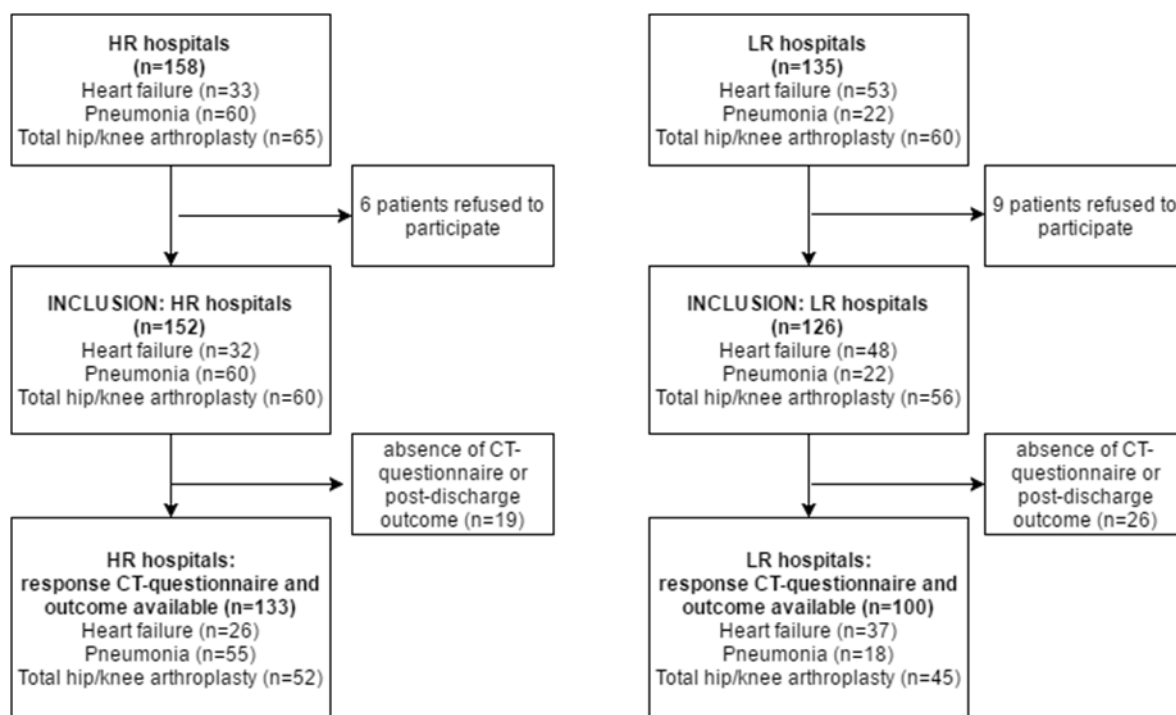 HR hospitals
(n=158)
Heart failure (n=33)
Pneumonia (n=60)
Total hip/knee arthroplasty (n=65)
6 patients refused to
participate
INCLUSION: HR hospitals
(n=152)
Heart failure (n=32)
Pneumonia (n=60)
Total hip/knee arthroplasty (n=60)
absence of CT-
questionnaire or
post-discharge
outcome (n=19)
HR hospitals:
response CT-questionnaire and
outcome available (n=133)
Heart failure (n=26)
Pneumonia (n=55)
Total hip/knee arthroplasty (n=52)
LR hospitals
(n=135)
Heart failure (n=53)
Pneumonia (n=22)
Total hip/knee arthroplasty (n=60)
9 patients refused to
participate
INCLUSION: LR hospitals
(n=126)
Heart failure (n=48)
Pneumonia (n=22)
Total hip/knee arthroplasty (n=56)
absence of CT-
questionnaire or
post-discharge
outcome (n=26)
LR hospitals:
response CT-questionnaire and
outcome available (n=100)
Heart failure (n=37)
Pneumonia (n=18)
Total hip/knee arthroplasty (n=45)